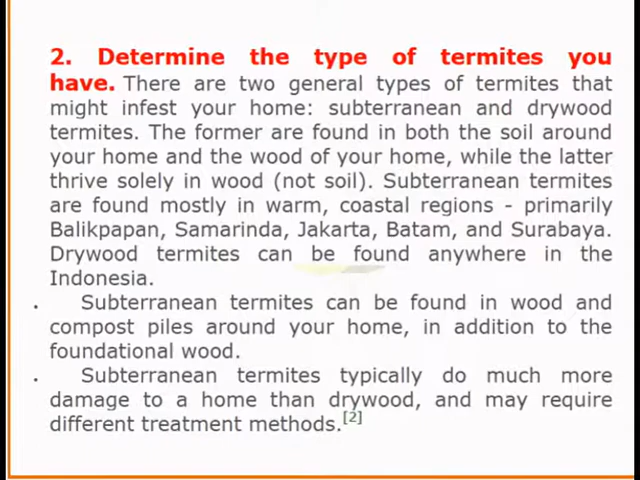 2. Determine the type of termites you
have. There are two general types of termites that
might infest your home: subterranean and drywood
termites. The former are found in both the soil around
your home and the wood of your home, while the latter
thrive solely in wood (not soil). Subterranean termites
are found mostly in warm, coastal regions - primarily
Balikpapan, Samarinda, Jakarta, Batam, and Surabaya.
Drywood termites can be found anywhere in the
Indonesia.
• Subterranean termites can be found in wood and
compost piles around your home, in addition to the
foundational wood.
• Subterranean termites typically do much more
damage to a home than drywood, and may require
different treatment methods.[2]